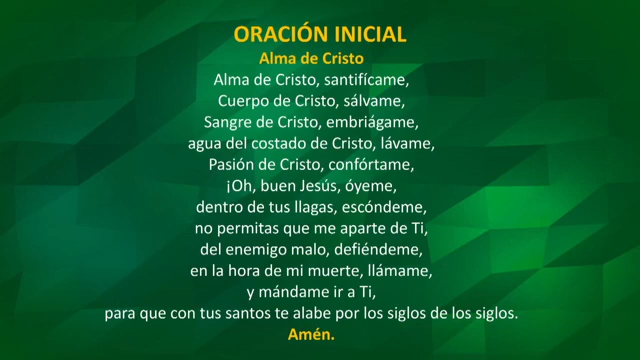 ORACIÓN INICIAL
Alma de Cristo
Alma de Cristo, santifícame,
Cuerpo de Cristo, sálvame,
Sangre de Cristo, embriágame,
agua del costado de Cristo, lávame,
Pasión de Cristo, confórtame,
¡Oh, buen Jesús, óyeme,
dentro de tus llagas, escóndeme,
no permitas que me aparte de Ti,
del enemigo malo, defiéndeme,
en la hora de mi muerte, llámame,
y mándame ir a Ti,
para que con tus santos te alabe por los siglos de los siglos.
Amén.